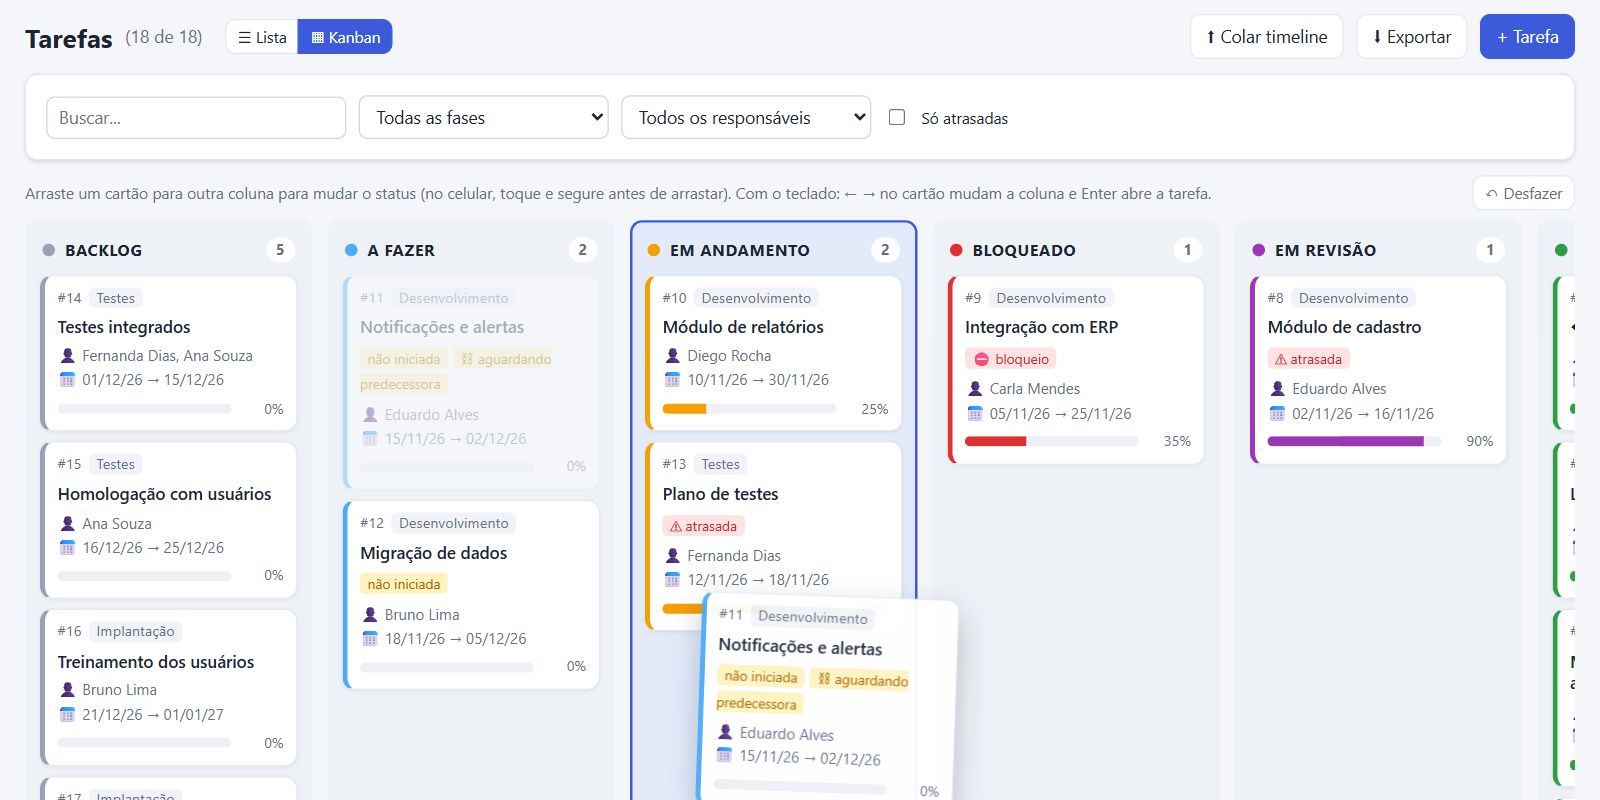 Tarefas (18 de 18) ☰ Lista ▦ Kanban ⬆ Colar timeline ⬇ Exportar + Tarefa
Buscar... Todas as fases Todos os responsáveis Só atrasadas
Arraste um cartão para outra coluna para mudar o status (no celular, toque e segure antes de arrastar). Com o teclado: ← → no cartão mudam a coluna e Enter abre a tarefa. ↶ Desfazer
BACKLOG 5
#14 Testes
Testes integrados
Fernanda Dias, Ana Souza
01/12/26 → 15/12/26
0%
#15 Testes
Homologação com usuários
Ana Souza
16/12/26 → 25/12/26
0%
#16 Implantação
Treinamento dos usuários
Bruno Lima
21/12/26 → 01/01/27
0%
#17 Implantação
A FAZER 2
#11 Desenvolvimento
Notificações e alertas
não iniciada ⛓ aguardando
predecessora
Eduardo Alves
15/11/26 → 02/12/26
0%
#12 Desenvolvimento
Migração de dados
não iniciada
Bruno Lima
18/11/26 → 05/12/26
0%
EM ANDAMENTO 2
#10 Desenvolvimento
Módulo de relatórios
Diego Rocha
10/11/26 → 30/11/26
25%
#13 Testes
Plano de testes
⚠ atrasada
Fernanda Dias
12/11/26 → 18/11/26
#11 Desenvolvimento
Notificações e alertas
não iniciada ⛓ aguardando
predecessora
Eduardo Alves
15/11/26 → 02/12/26
0%
BLOQUEADO 1
#9 Desenvolvimento
Integração com ERP
⛔ bloqueio
Carla Mendes
05/11/26 → 25/11/26
35%
EM REVISÃO 1
#8 Desenvolvimento
Módulo de cadastro
⚠ atrasada
Eduardo Alves
02/11/26 → 16/11/26
90%